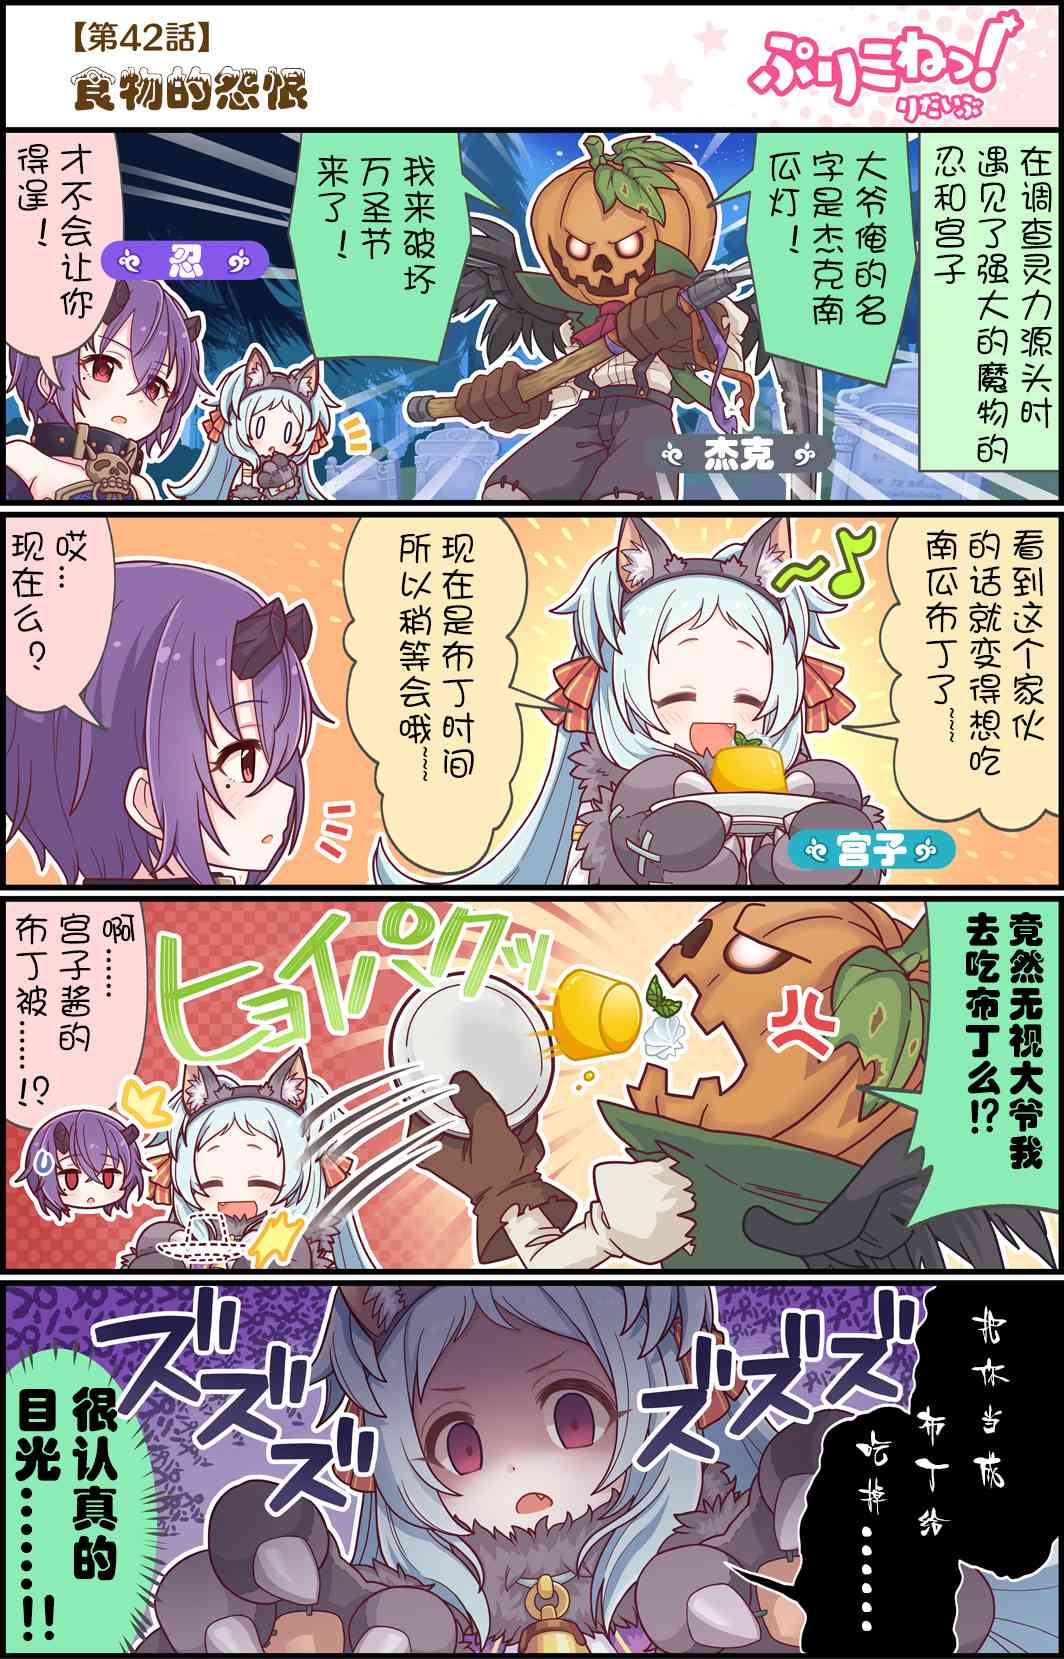 【第42話】
食物的怨恨
ぷりこねっ!
りだいぶ
在调查灵力源头时
遇见了强大的魔物的
忍和宫子
大爷俺的名
字是杰克南
瓜灯！
我来破坏
万圣节
来了！
杰克
才不会让你
得逞！
忍
看到这个家伙
的话就变得想吃
南瓜布丁了~~~
现在是布丁时间
所以稍等会哦~~~
宫子
哎…
现在么？
竟然无视大爷我
去吃布丁么!?
ヒョイパクッ
啊……
宫子酱的
布丁被……!?
把你当成
布丁给
吃掉……
ズズズ
ズズズ
很认真的
目光………!!